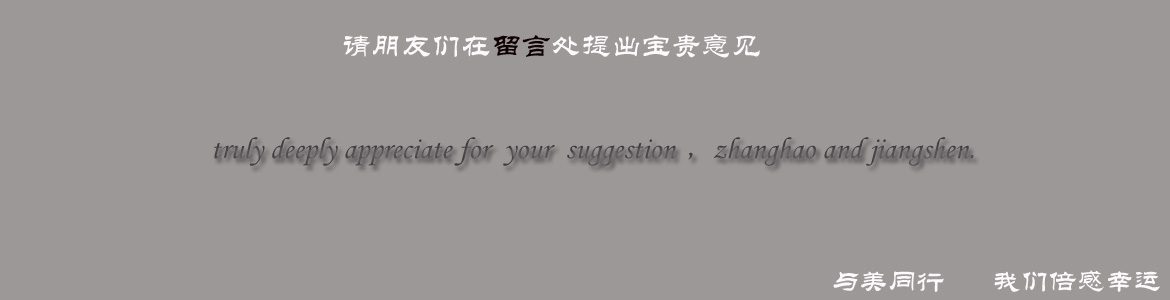 请朋友们在留言处提出宝贵意见
truly deeply appreciate for your suggestion , zhanghao and jiangshen.
与美同行 我们倍感幸运